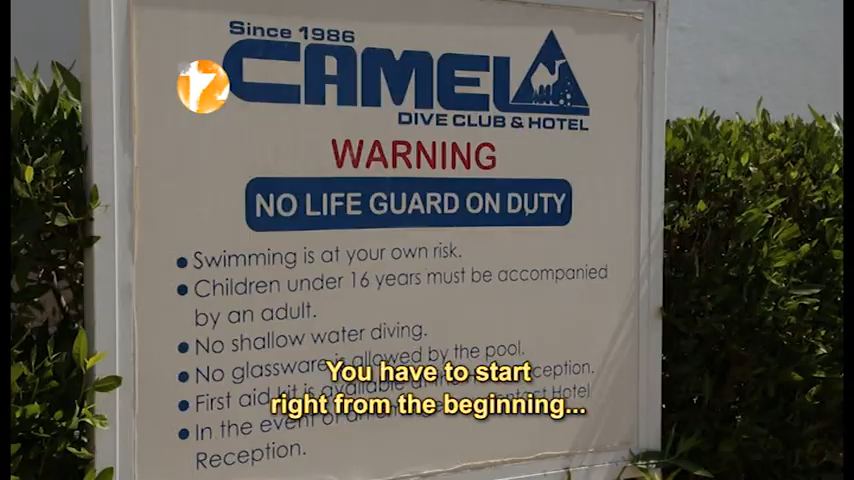 Since 1986
CAMEL
DIVE CLUB & HOTEL
WARNING
NO LIFE GUARD ON DUTY
Swimming is at your own risk.
Children under 16 years must be accompanied
by an adult.
No shallow water diving.
No glassware is allowed by the pool.
First aid kit is available ception.
You have to start
right from the beginning...
In the event of an Hotel
Reception.